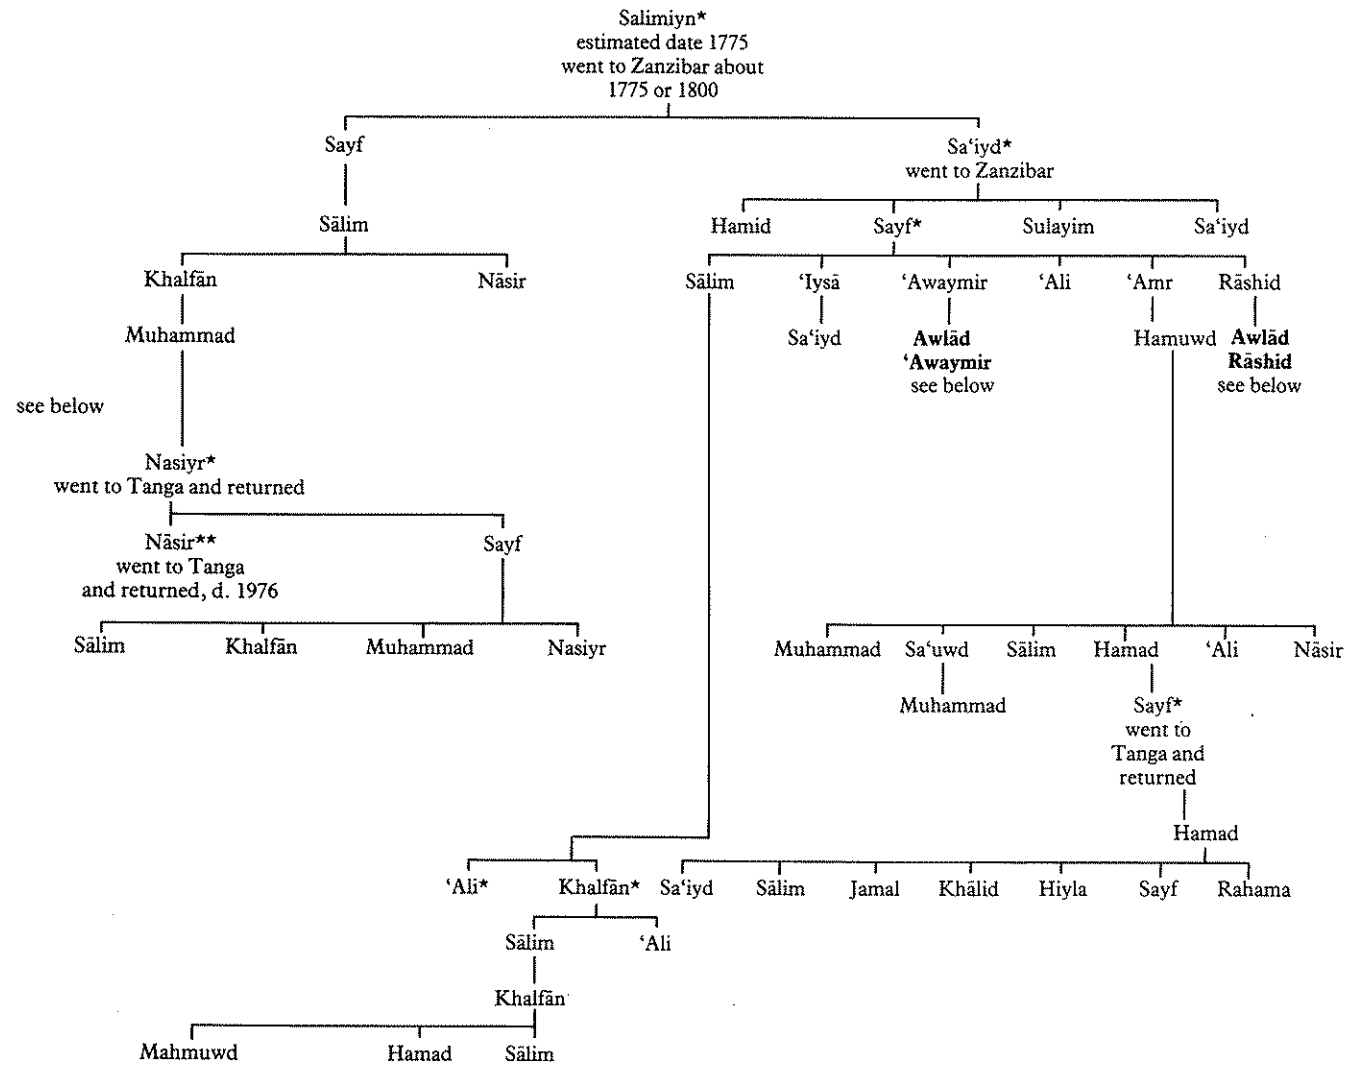 Salimiyn*
estimated date 1775
went to Zanzibar about
1775 or 1800
Sayf
Sa‘iyd*
went to Zanzibar
Sālim
Hamid
Sayf*
Sulayim
Sa‘iyd
Khalfān
Nāsir
Sālim
‘Iysā
‘Awaymir
‘Ali
‘Amr
Rāshid
Muhammad
Sa‘iyd
Awlād
‘Awaymir
see below
Hamuwd
Awlād
Rāshid
see below
see below
Nasiyr*
went to Tanga and returned
Nāsir**
went to Tanga
and returned, d. 1976
Sayf
Sālim
Khalfān
Muhammad
Nasiyr
Muhammad
Sa‘uwd
Sālim
Hamad
‘Ali
Nāsir
Muhammad
Sayf*
went to
Tanga and
returned
Hamad
‘Ali*
Khalfān*
Sa‘iyd
Sālim
Jamal
Khālid
Hiyla
Sayf
Rahama
Sālim
‘Ali
Khalfān
Mahmuwd
Hamad
Sālim